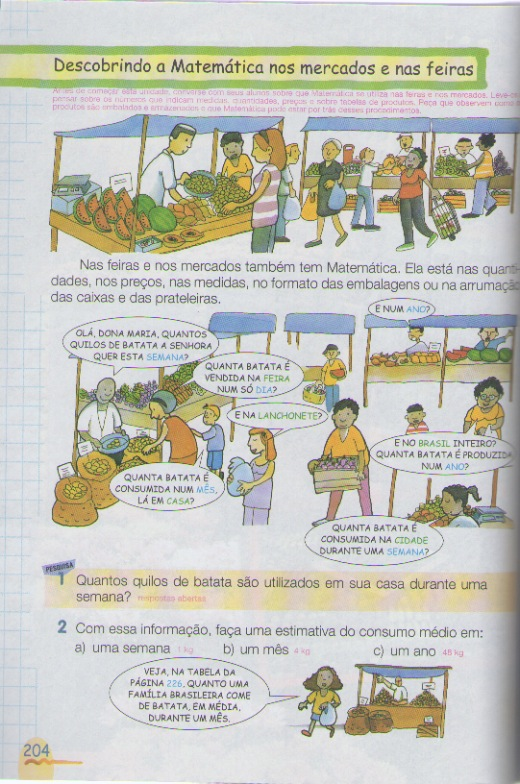 Descobrindo a Matemática nos mercados e nas feiras
Antes de começar esta unidade, converse com seus alunos sobre que Matemática se utiliza nas feiras e nos mercados. Leve-os
pensar sobre os números que indicam medidas, quantidades, preços e sobre tabelas de produtos. Peça que observem como
produtos são embalados e armazenados e que Matemática pode estar por trás desses procedimentos.
Nas feiras e nos mercados também tem Matemática. Ela está nas quanti-
dades, nos preços, nas medidas, no formato das embalagens ou na arrumação
das caixas e das prateleiras.
E NUM ANO?
OLÁ, DONA MARIA, QUANTOS
QUILOS DE BATATA A SENHORA
QUER ESTA SEMANA?
QUANTA BATATA É
VENDIDA NA FEIRA
NUM SÓ DIA?
E NA LANCHONETE?
E NO BRASIL INTEIRO?
QUANTA BATATA É PRODUZIDA
NUM ANO?
QUANTA BATATA É
CONSUMIDA NUM MÊS,
LÁ EM CASA?
QUANTA BATATA É
CONSUMIDA NA CIDADE
DURANTE UMA SEMANA?
PESQUISA
1 Quantos quilos de batata são utilizados em sua casa durante uma
semana? respostas abertas
2 Com essa informação, faça uma estimativa do consumo médio em:
a) uma semana 1 kg b) um mês 4 kg c) um ano 48 kg
VEJA, NA TABELA DA
PÁGINA 226, QUANTO UMA
FAMÍLIA BRASILEIRA COME
DE BATATA, EM MÉDIA,
DURANTE UM MÊS.
204